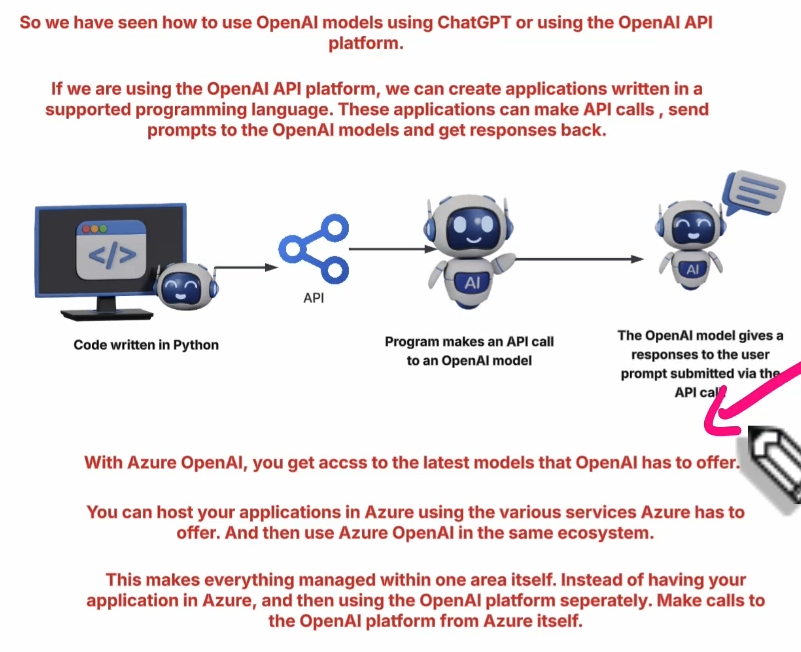 So we have seen how to use OpenAI models using ChatGPT or using the OpenAI API
platform.
If we are using the OpenAI API platform, we can create applications written in a
supported programming language. These applications can make API calls , send
prompts to the OpenAI models and get responses back.
</>
API
AI
AI
Code written in Python
Program makes an API call
to an OpenAI model
The OpenAI model gives a
responses to the user
prompt submitted via the
API call
With Azure OpenAI, you get accss to the latest models that OpenAI has to offer.
You can host your applications in Azure using the various services Azure has to
offer. And then use Azure OpenAI in the same ecosystem.
This makes everything managed within one area itself. Instead of having your
application in Azure, and then using the OpenAI platform seperately. Make calls to
the OpenAI platform from Azure itself.